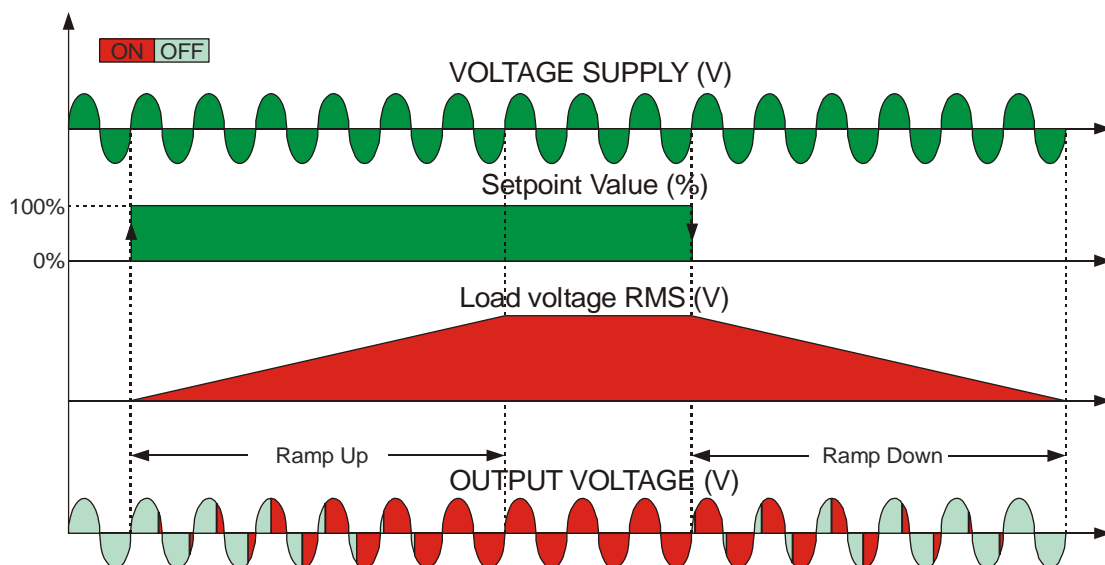 ON OFF
VOLTAGE SUPPLY (V)
Setpoint Value (%)
100%
0%
Load voltage RMS (V)
Ramp Up
Ramp Down
OUTPUT VOLTAGE (V)